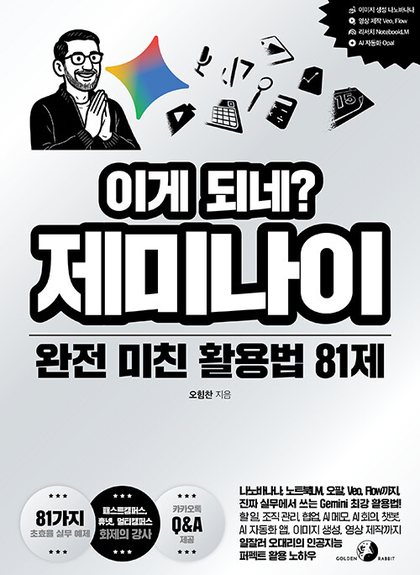 이미지 생성 나노바나나
영상 제작 Veo, Flow
리서치 NotebookLM
AI 자동화 Opal
15
이게 되네?
제미나이
완전 미친 활용법 81제
오힘찬 지음
81가지
초효율 실무 예제
패스트캠퍼스,
휴넷, 멀티캠퍼스
화제의 강사
카카오톡
Q&A
제공
나노바나나, 노트북LM, 오팔, Veo, Flow까지,
진짜 실무에서 쓰는 Gemini 최강 활용법!
할 일, 조직 관리, 협업, AI 메모, AI 회의, 챗봇
AI 자동화 앱, 이미지 생성, 영상 제작까지
일잘러 오대리의 인공지능
퍼펙트 활용 노하우
GOLDEN RABBIT